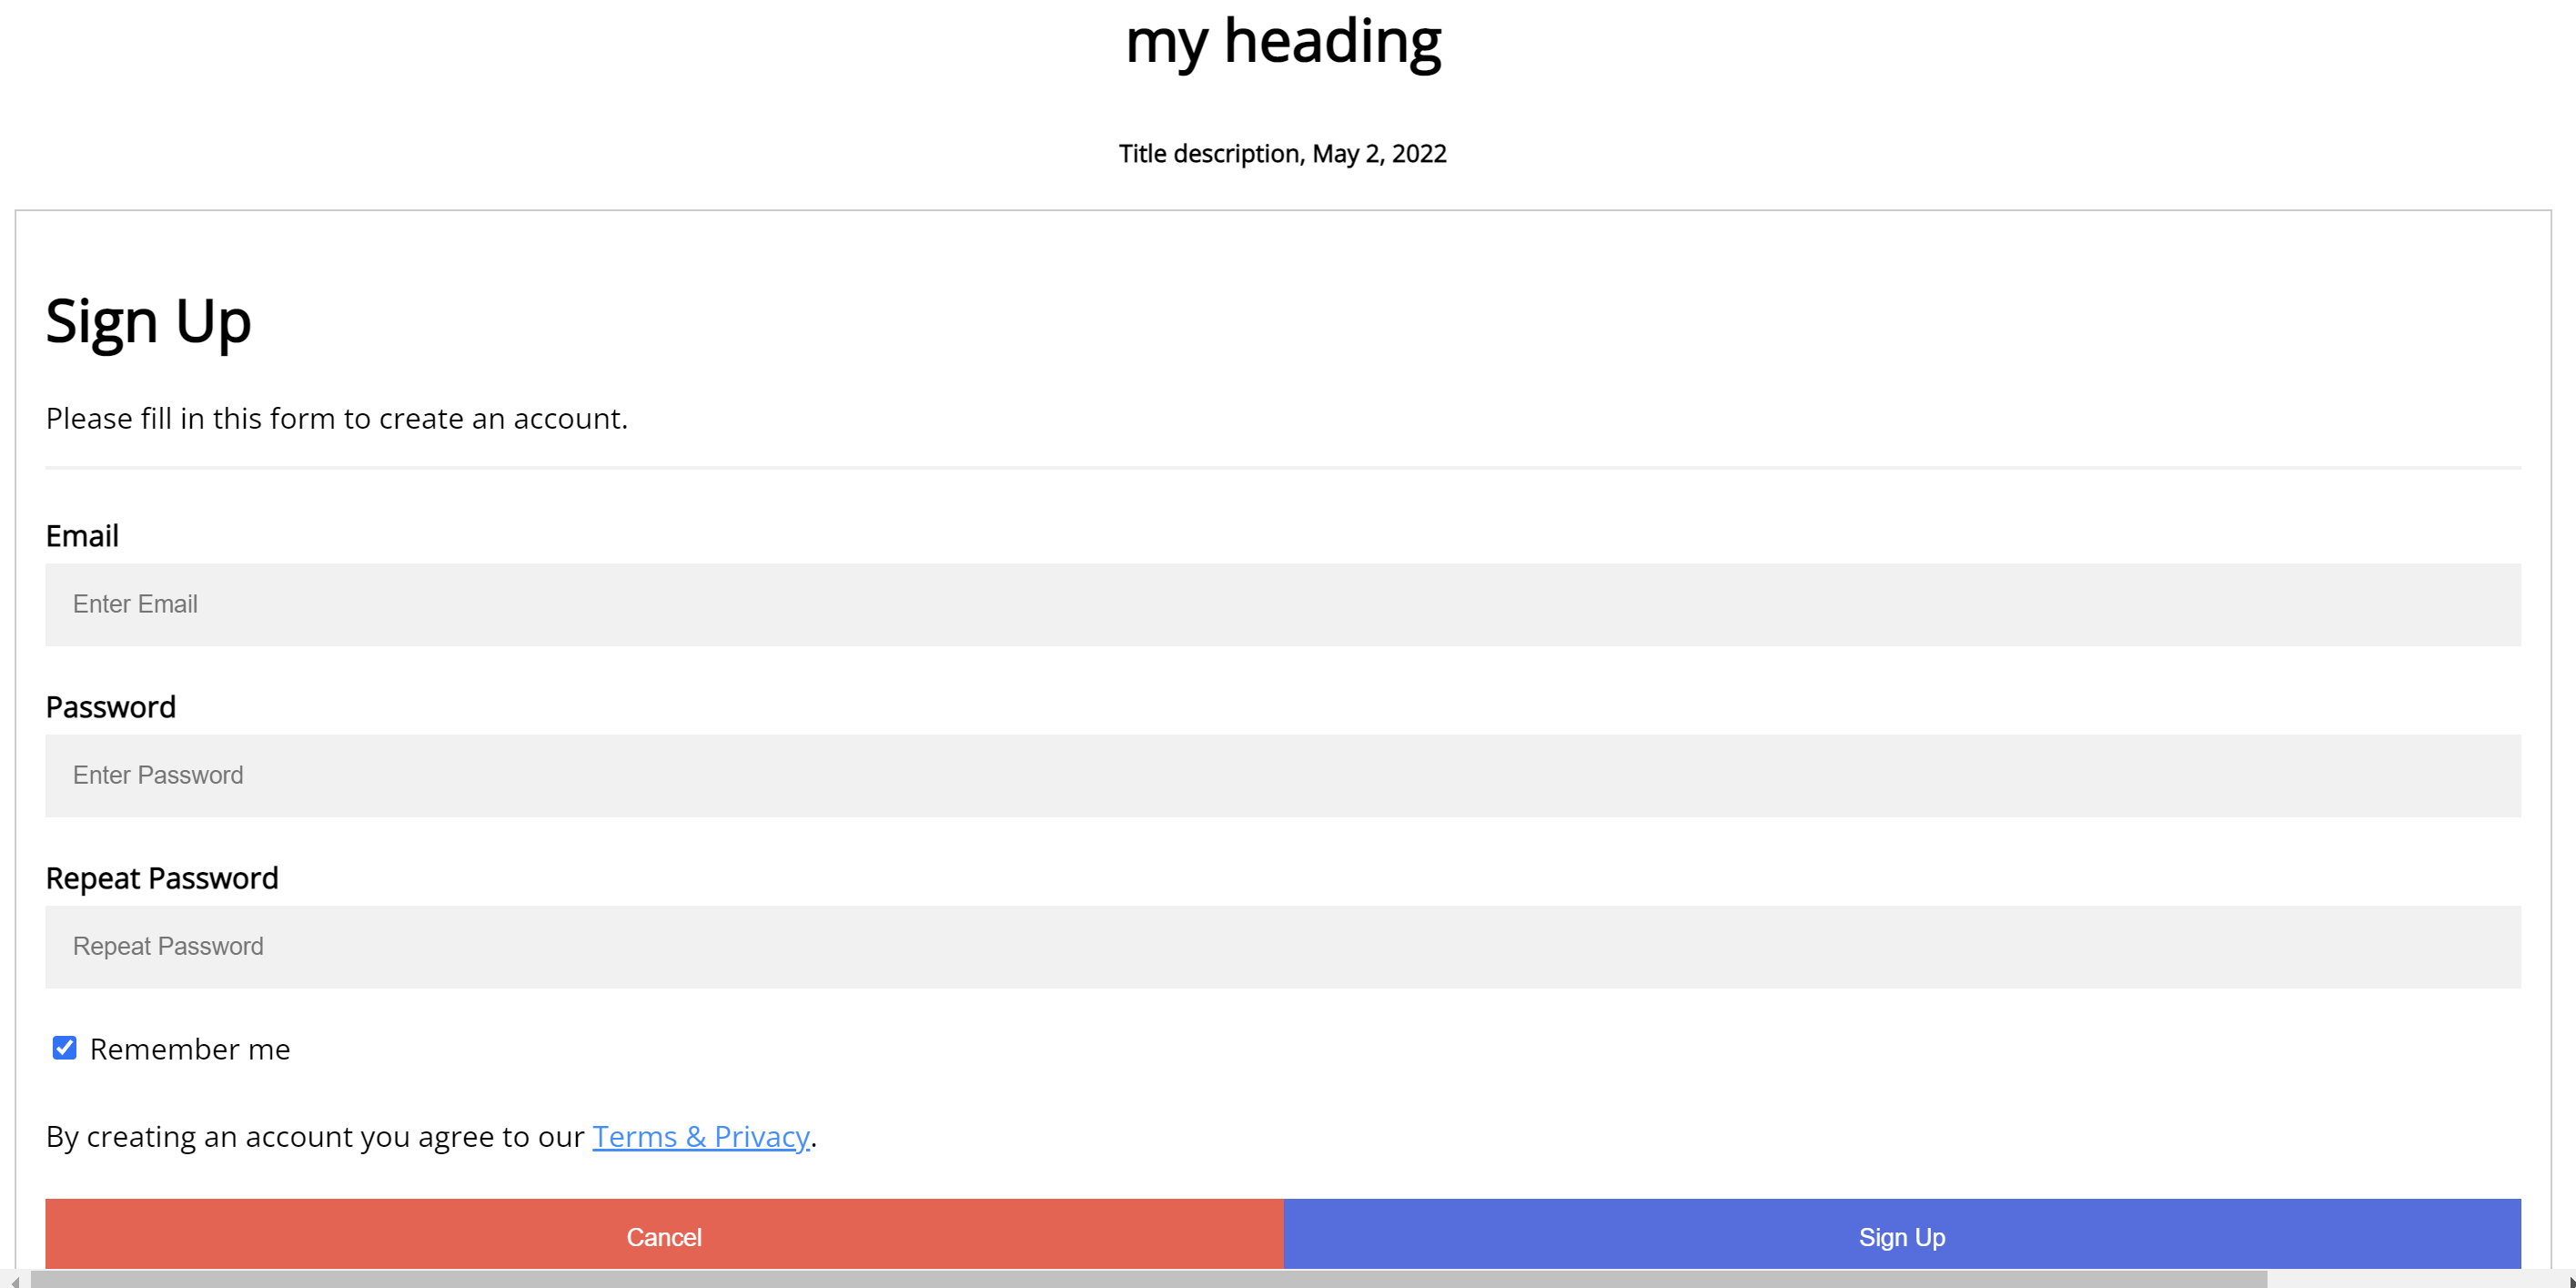 my heading
Title description, May 2, 2022
Sign Up
Please fill in this form to create an account.
Email
Enter Email
Password
Enter Password
Repeat Password
Repeat Password
Remember me
By creating an account you agree to our Terms & Privacy.
Cancel
Sign Up